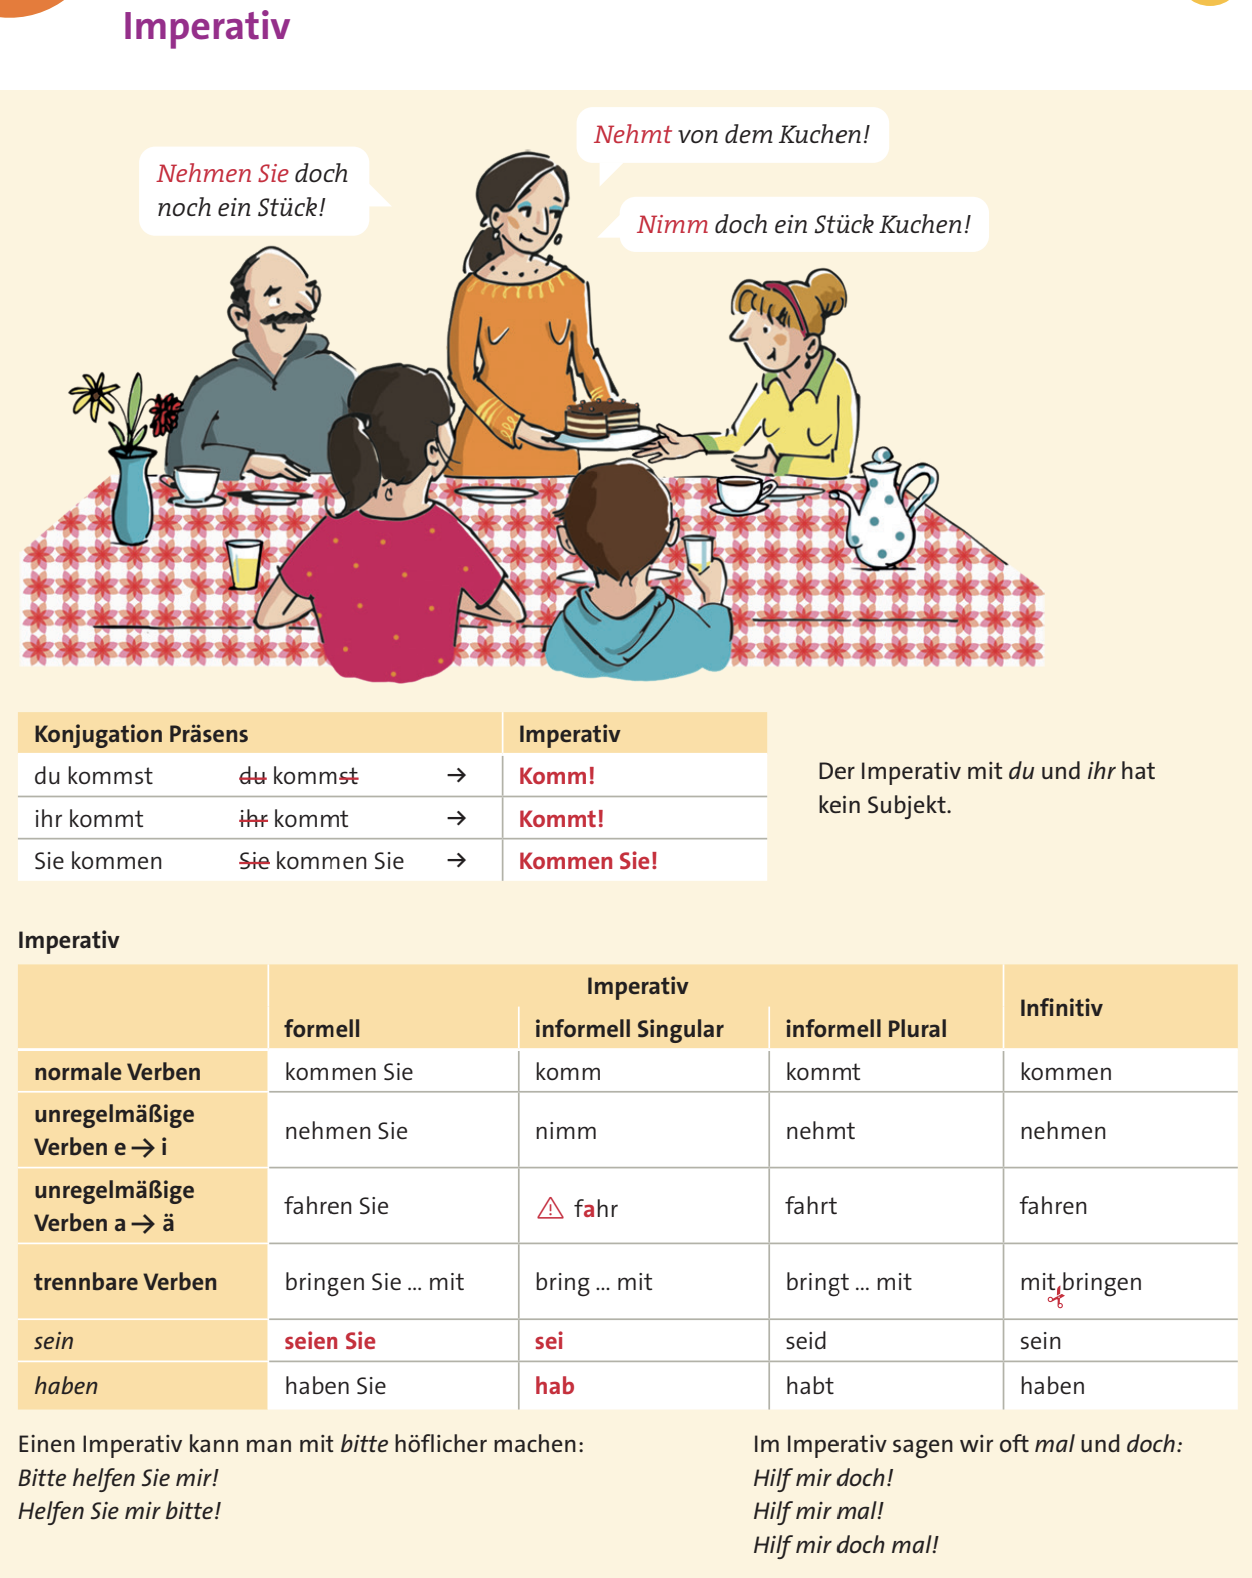 Imperativ
Nehmt von dem Kuchen!
Nehmen Sie doch
noch ein Stück!
Nimm doch ein Stück Kuchen!
Konjugation Präsens Imperativ
du kommst du kommst → Komm!
ihr kommt ihr kommt → Kommt!
Sie kommen Sie kommen Sie → Kommen Sie!
Der Imperativ mit du und ihr hat
kein Subjekt.
Imperativ
Imperativ
Infinitiv
formell informell Singular informell Plural
normale Verben kommen Sie komm kommt kommen
unregelmäßige
Verben e → i
nehmen Sie nimm nehmt nehmen
unregelmäßige
Verben a → ä
fahren Sie fahr fahrt fahren
trennbare Verben bringen Sie ... mit bring ... mit bringt ... mit mitbringen
sein seien Sie sei seid sein
haben haben Sie hab habt haben
Einen Imperativ kann man mit bitte höflicher machen:
Bitte helfen Sie mir!
Helfen Sie mir bitte!
Im Imperativ sagen wir oft mal und doch:
Hilf mir doch!
Hilf mir mal!
Hilf mir doch mal!